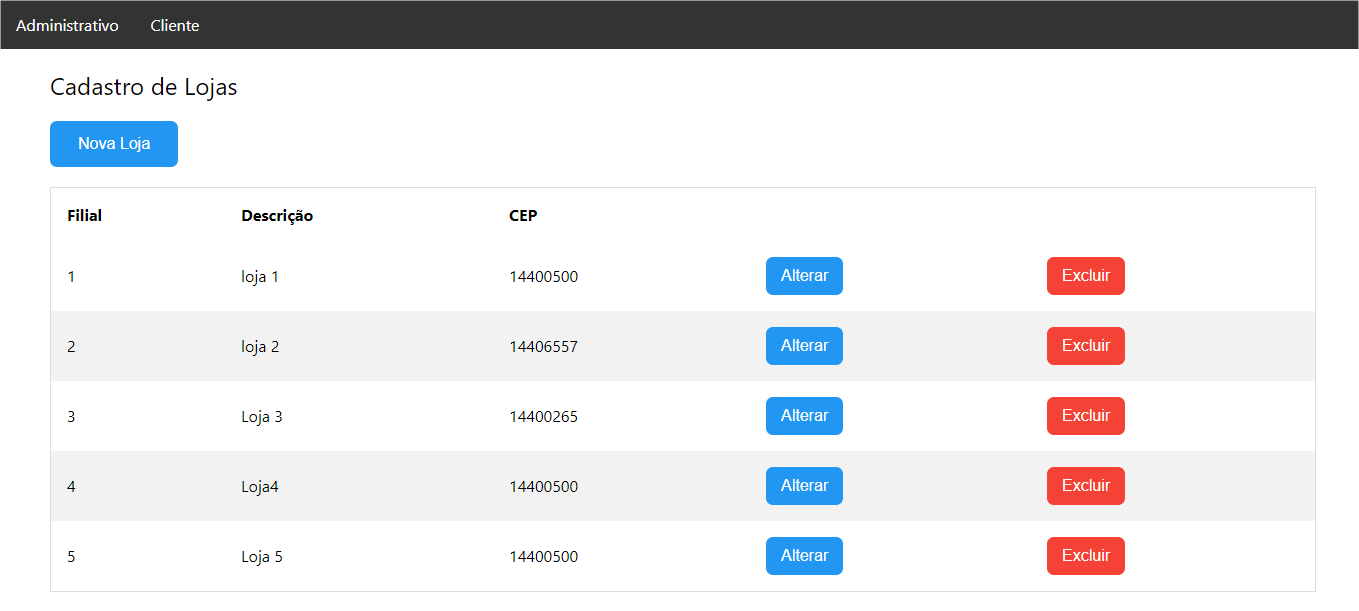 Administrativo Cliente
Cadastro de Lojas
Nova Loja
Filial Descrição CEP
1 loja 1 14400500 Alterar Excluir
2 loja 2 14406557 Alterar Excluir
3 Loja 3 14400265 Alterar Excluir
4 Loja4 14400500 Alterar Excluir
5 Loja 5 14400500 Alterar Excluir